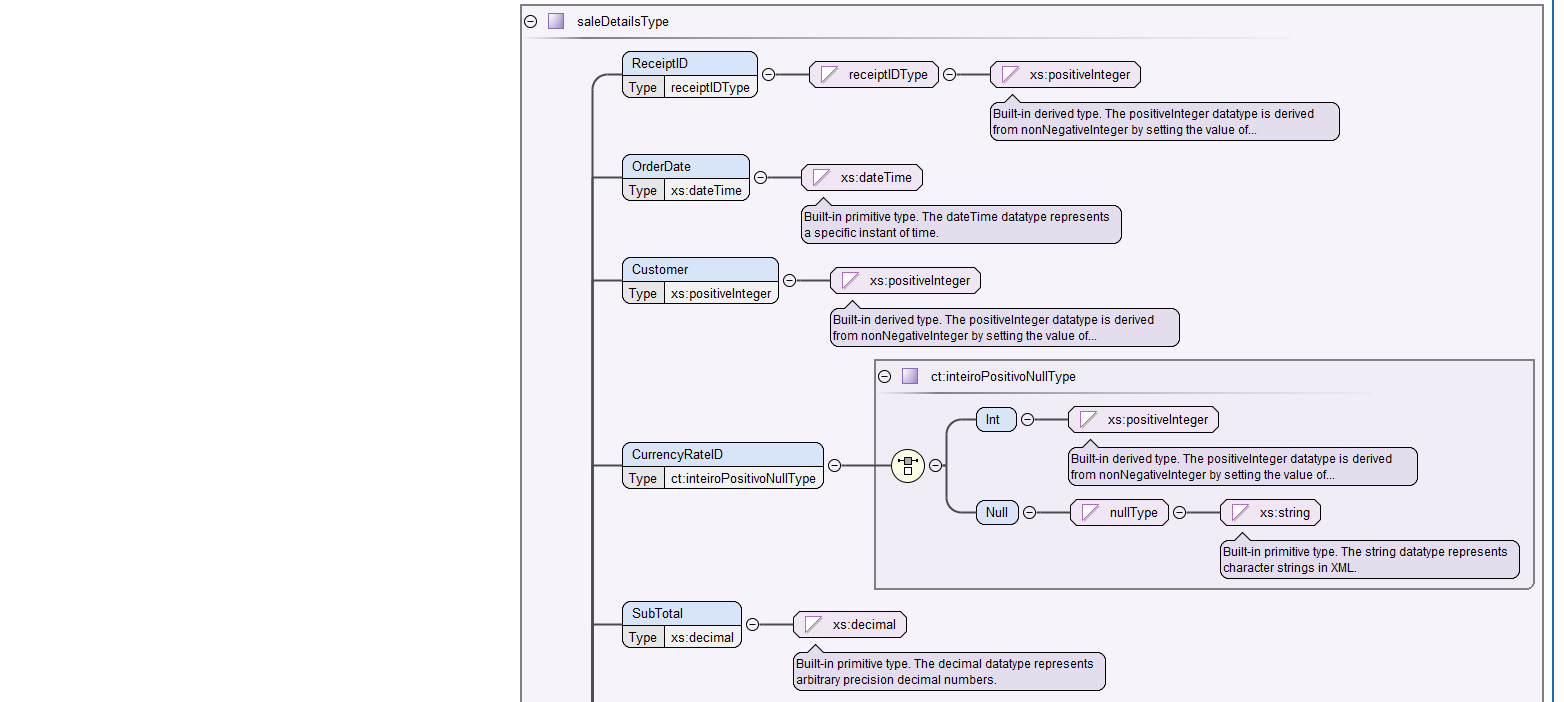 saleDetailsType
ReceiptID
Type receiptIDType
receiptIDType
xs:positiveInteger
Built-in derived type. The positiveInteger datatype is derived
from nonNegativeInteger by setting the value of...
OrderDate
Type xs:dateTime
xs:dateTime
Built-in primitive type. The dateTime datatype represents
a specific instant of time.
Customer
Type xs:positiveInteger
xs:positiveInteger
Built-in derived type. The positiveInteger datatype is derived
from nonNegativeInteger by setting the value of...
ct:inteiroPositivoNullType
Int
xs:positiveInteger
Built-in derived type. The positiveInteger datatype is derived
from nonNegativeInteger by setting the value of...
CurrencyRateID
Type ct:inteiroPositivoNullType
Null
nullType
xs:string
Built-in primitive type. The string datatype represents
character strings in XML.
SubTotal
Type xs:decimal
xs:decimal
Built-in primitive type. The decimal datatype represents
arbitrary precision decimal numbers.